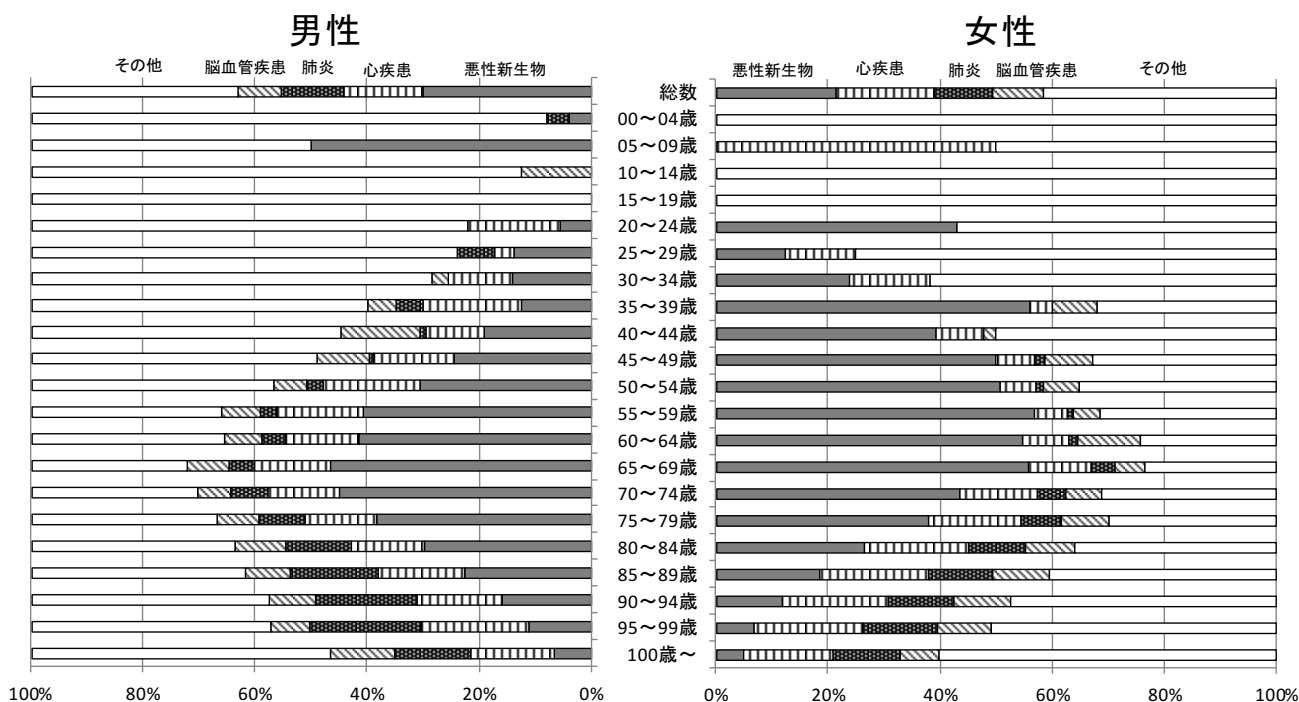 男性
女性
その他 脳血管疾患 肺炎 心疾患 悪性新生物
悪性新生物 心疾患 肺炎 脳血管疾患 その他
総数
00～04歳
05～09歳
10～14歳
15～19歳
20～24歳
25～29歳
30～34歳
35～39歳
40～44歳
45～49歳
50～54歳
55～59歳
60～64歳
65～69歳
70～74歳
75～79歳
80～84歳
85～89歳
90～94歳
95～99歳
100歳～
100% 80% 60% 40% 20% 0%
0% 20% 40% 60% 80% 100%